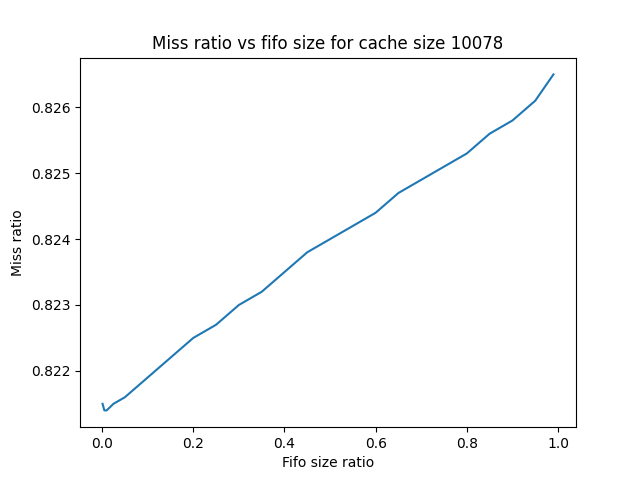 Miss ratio vs fifo size for cache size 10078
Miss ratio
0.826
0.825
0.824
0.823
0.822
0.0 0.2 0.4 0.6 0.8 1.0
Fifo size ratio